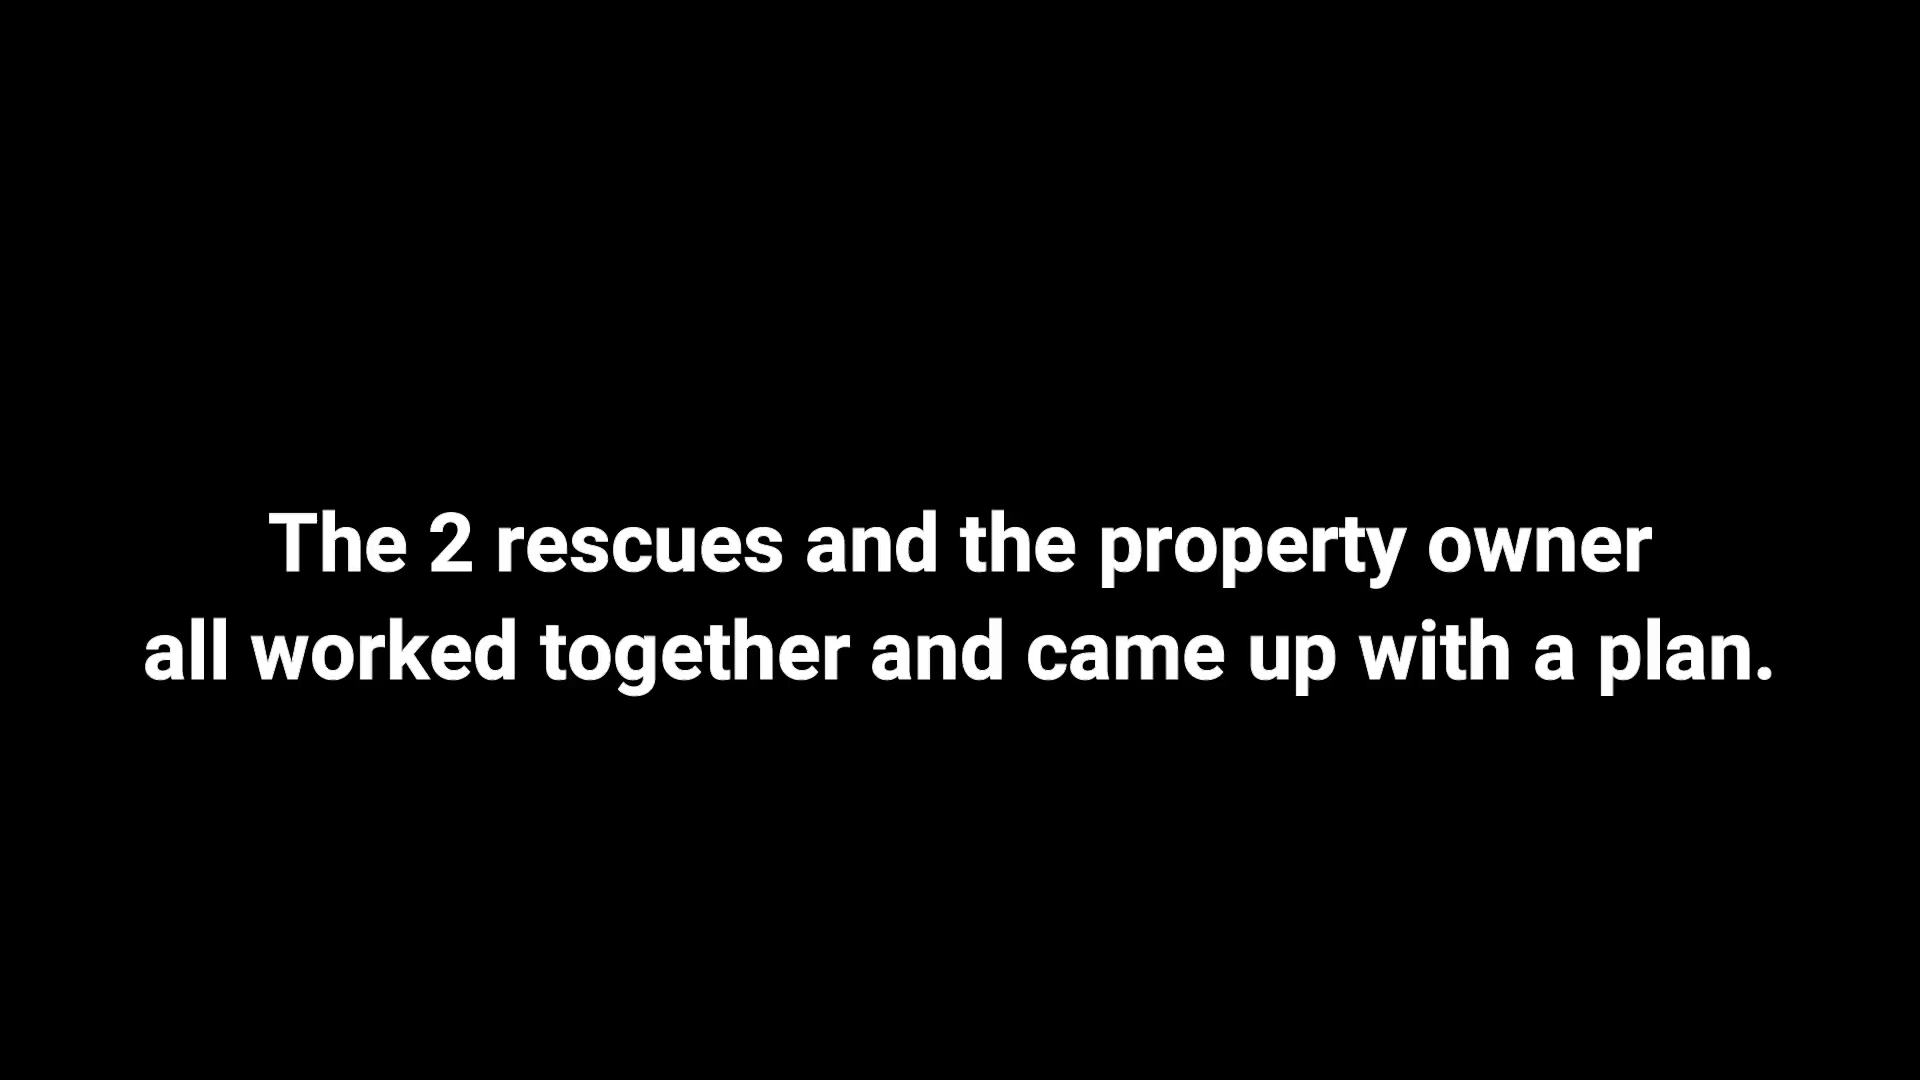 The 2 rescues and the property owner
all worked together and came up with a plan.